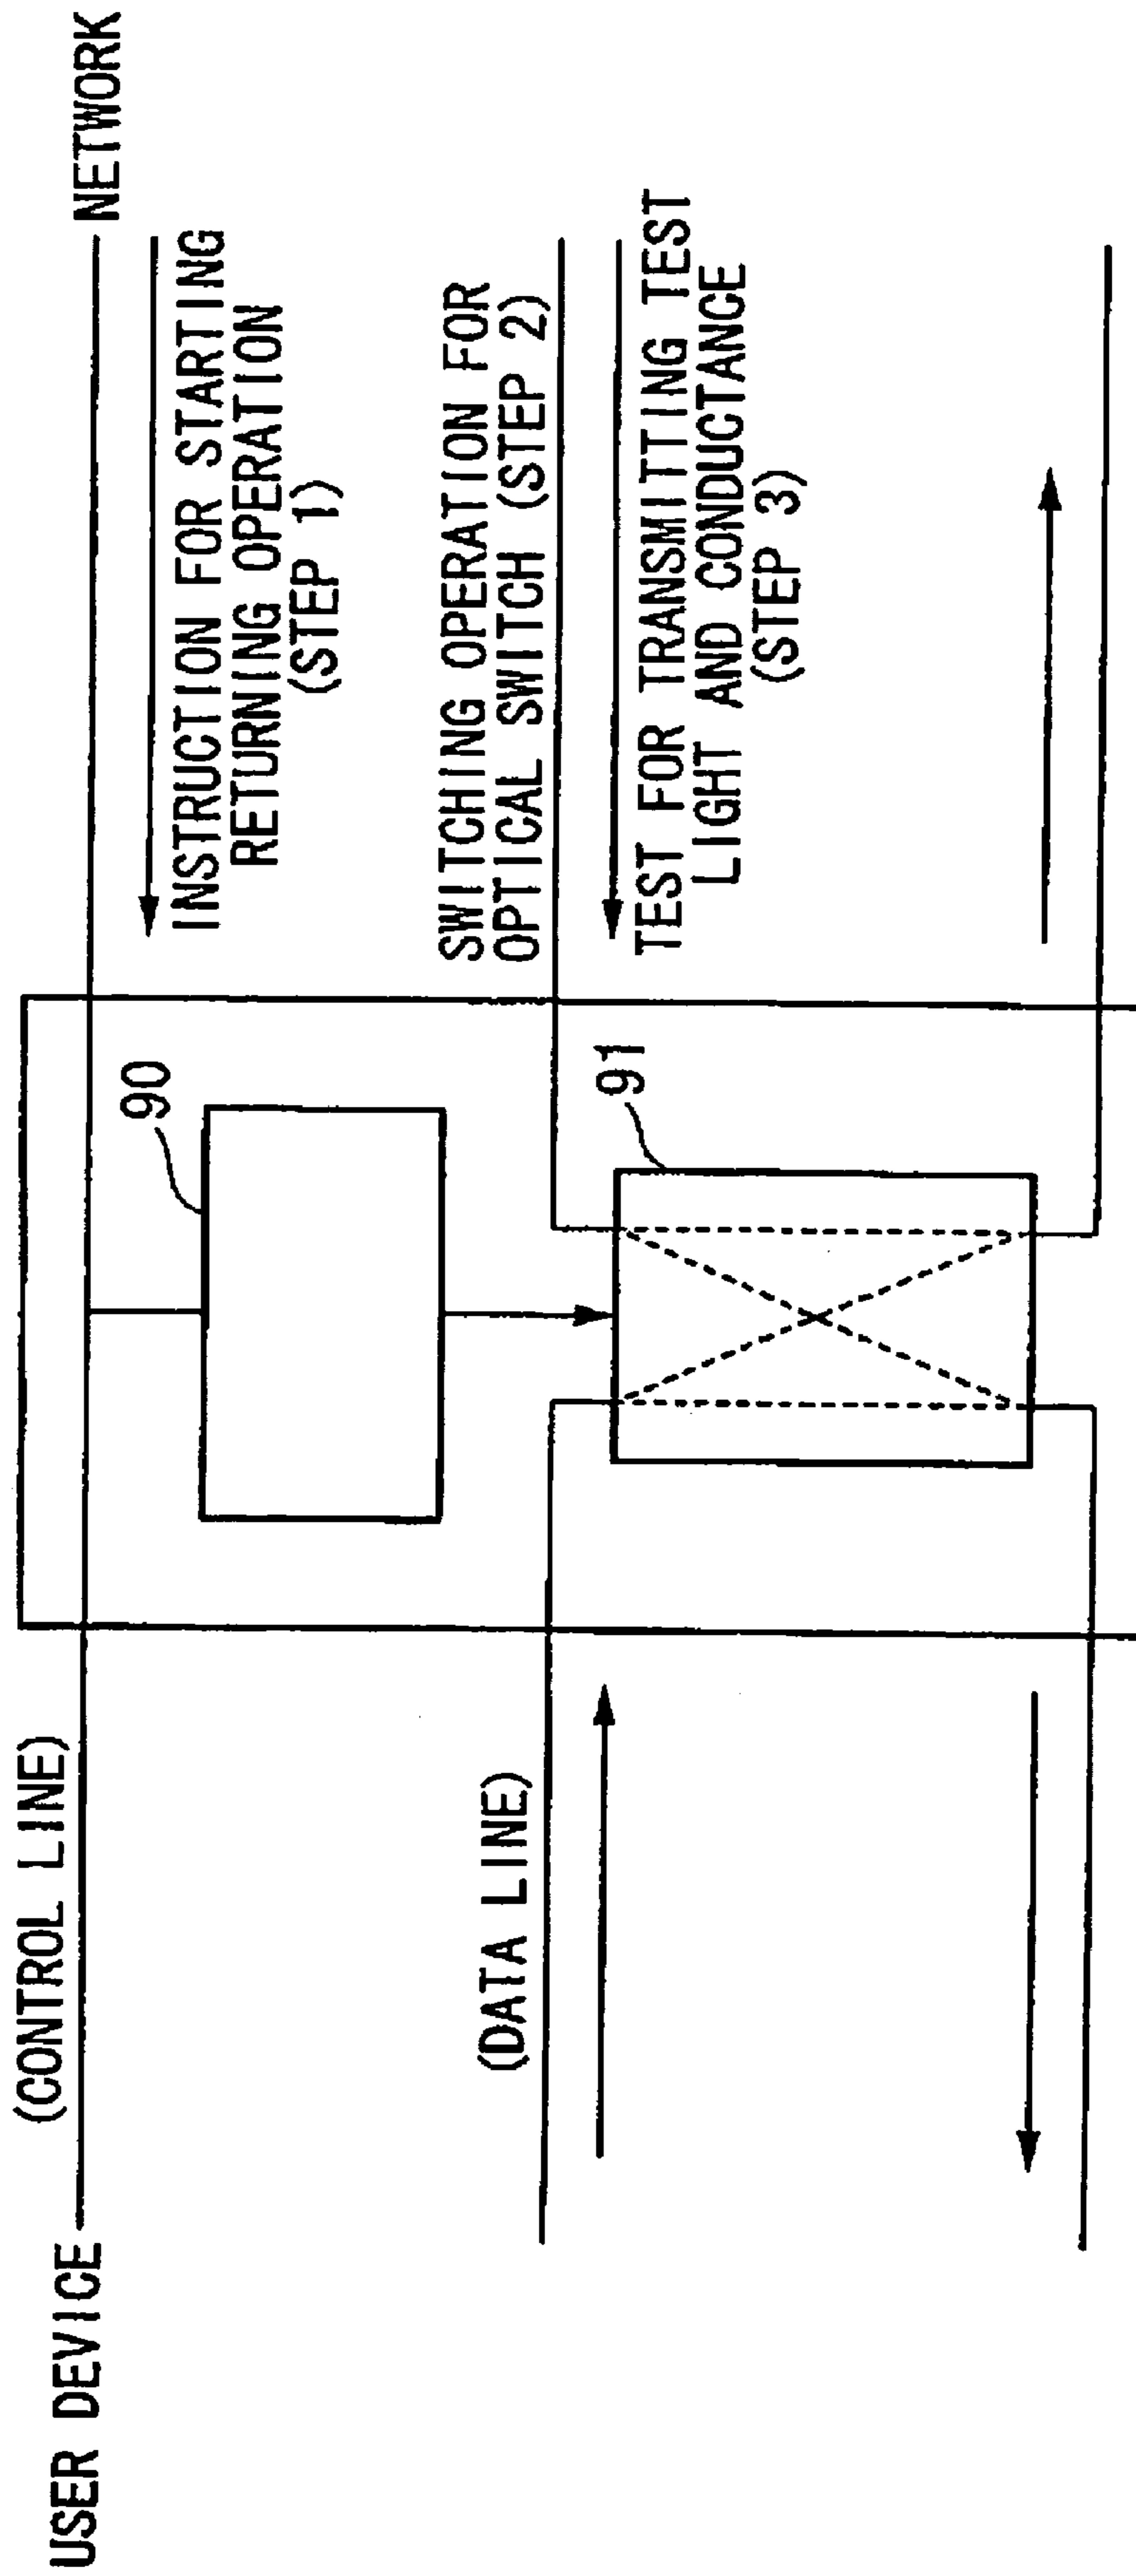 USER DEVICE
(CONTROL LINE)
NETWORK
INSTRUCTION FOR STARTING
RETURNING OPERATION
(STEP 1)
90
SWITCHING OPERATION FOR
OPTICAL SWITCH (STEP 2)
(DATA LINE)
91
TEST FOR TRANSMITTING TEST
LIGHT AND CONDUCTANCE
(STEP 3)